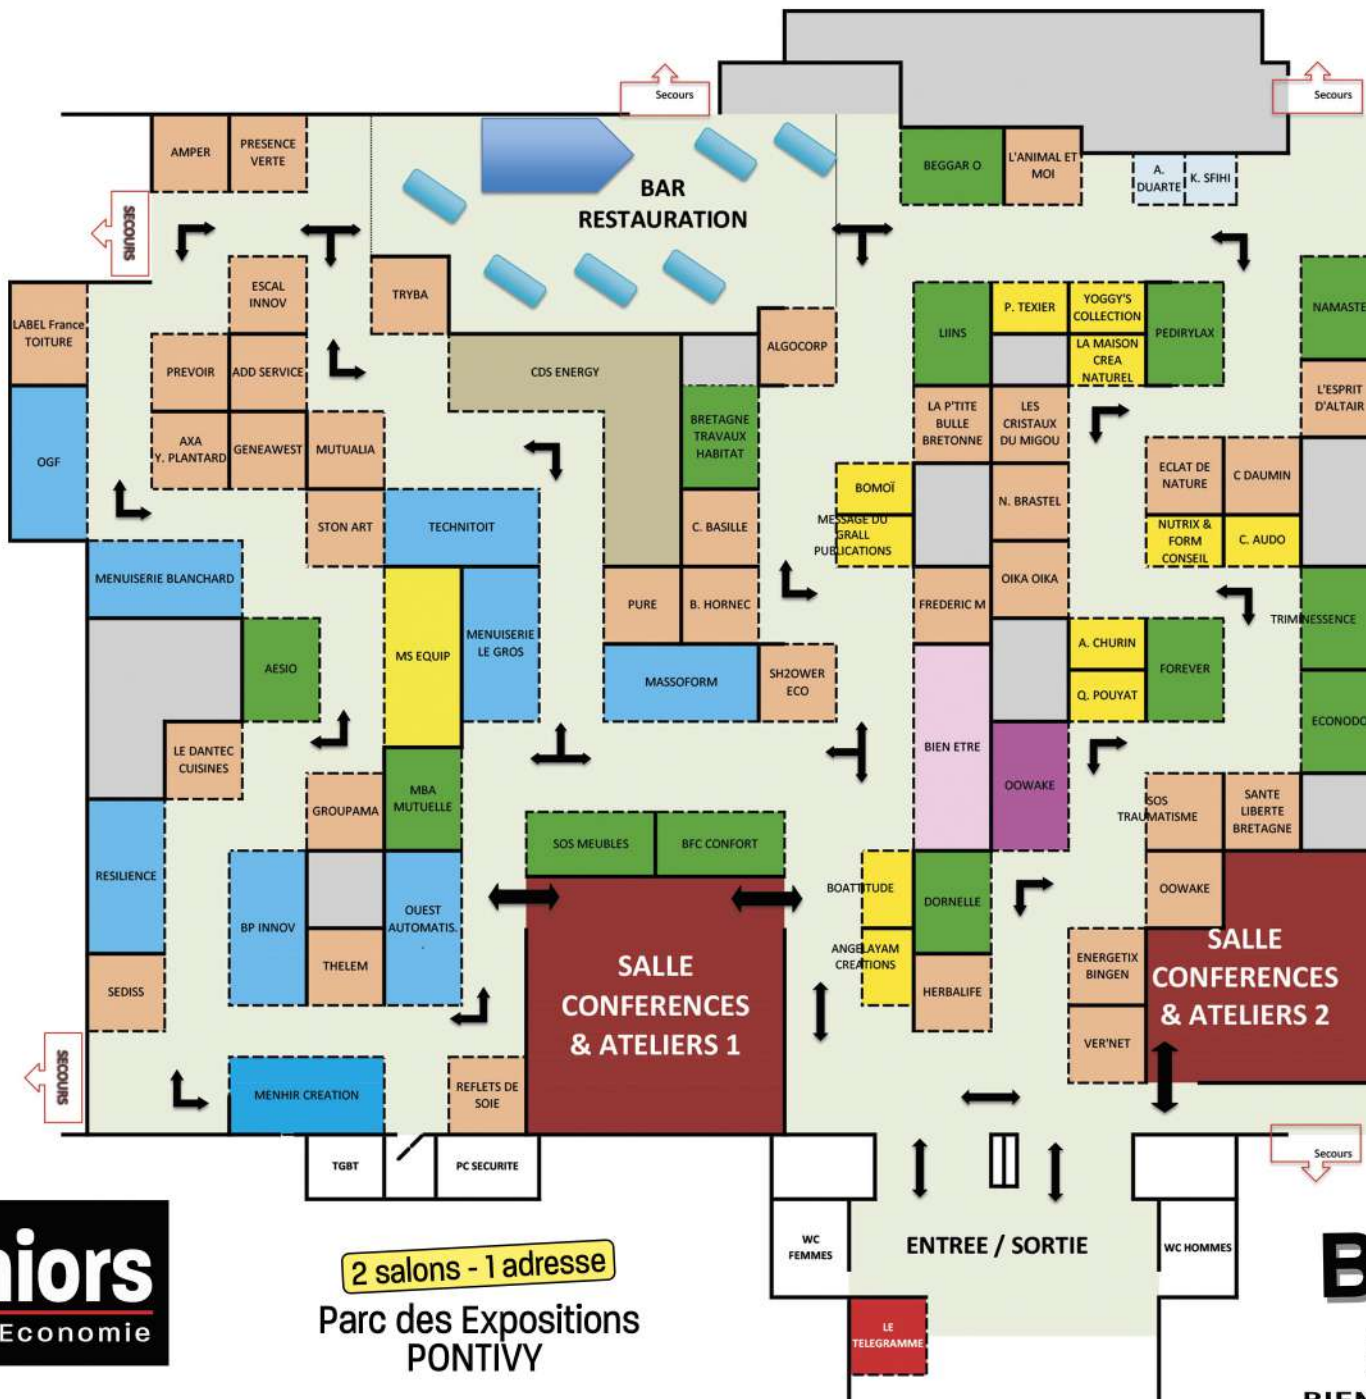 Secours
Secours
AMPER
PRESENCE
VERTE
BAR
RESTAURATION
BEGGAR O
L'ANIMAL ET
MOI
A.
DUARTE
K. SFIHI
SECOURS
ESCAL
INNOV
TRYBA
LABEL France
TOITURE
PREVOIR
ADD SERVICE
CDS ENERGY
ALGOCORP
LIINS
P. TEXIER
YOGGY'S
COLLECTION
LA MAISON
CREA
NATUREL
PEDIRYLAX
NAMASTE
L'ESPRIT
D'ALTAIR
OGF
AXA
Y. PLANTARD
GENEAWEST
MUTUALIA
BRETAGNE
TRAVAUX
HABITAT
LA P'TITE
BULLE
BRETONNE
LES
CRISTAUX
DU MIGOU
ECLAT DE
NATURE
C DAUMIN
BOMOÏ
N. BRASTEL
STON ART
TECHNITOIT
C. BASILLE
MESSAGE DU
GRALL
PUBLICATIONS
NUTRIX &
FORM
CONSEIL
C. AUDO
MENUISERIE BLANCHARD
PURE
B. HORNEC
FREDERIC M
OIKA OIKA
TRIMINESSENCE
AESIO
MS EQUIP
MENUISERIE
LE GROS
MASSOFORM
SH2OWER
ECO
A. CHURIN
Q. POUYAT
FOREVER
ECONODO
LE DANTEC
CUISINES
BIEN ETRE
OOWAKE
GROUPAMA
MBA
MUTUELLE
SOS
TRAUMATISME
SANTE
LIBERTE
BRETAGNE
SOS MEUBLES
BFC CONFORT
RESILIENCE
BP INNOV
OUEST
AUTOMATIS.
.
BOATTITUDE
DORNELLE
OOWAKE
THELEM
SALLE
CONFERENCES
& ATELIERS 1
ANGELAYAM
CREATIONS
HERBALIFE
ENERGETIX
BINGEN
SALLE
CONFERENCES
& ATELIERS 2
SEDISS
VER'NET
SECOURS
MENHIR CREATION
REFLETS DE
SOIE
TGBT
PC SECURITE
Secours
WC
FEMMES
ENTREE / SORTIE
WC HOMMES
LE
TELEGRAMME
niors
Economie
2 salons - 1 adresse
Parc des Expositions
PONTIVY
B
BIEN